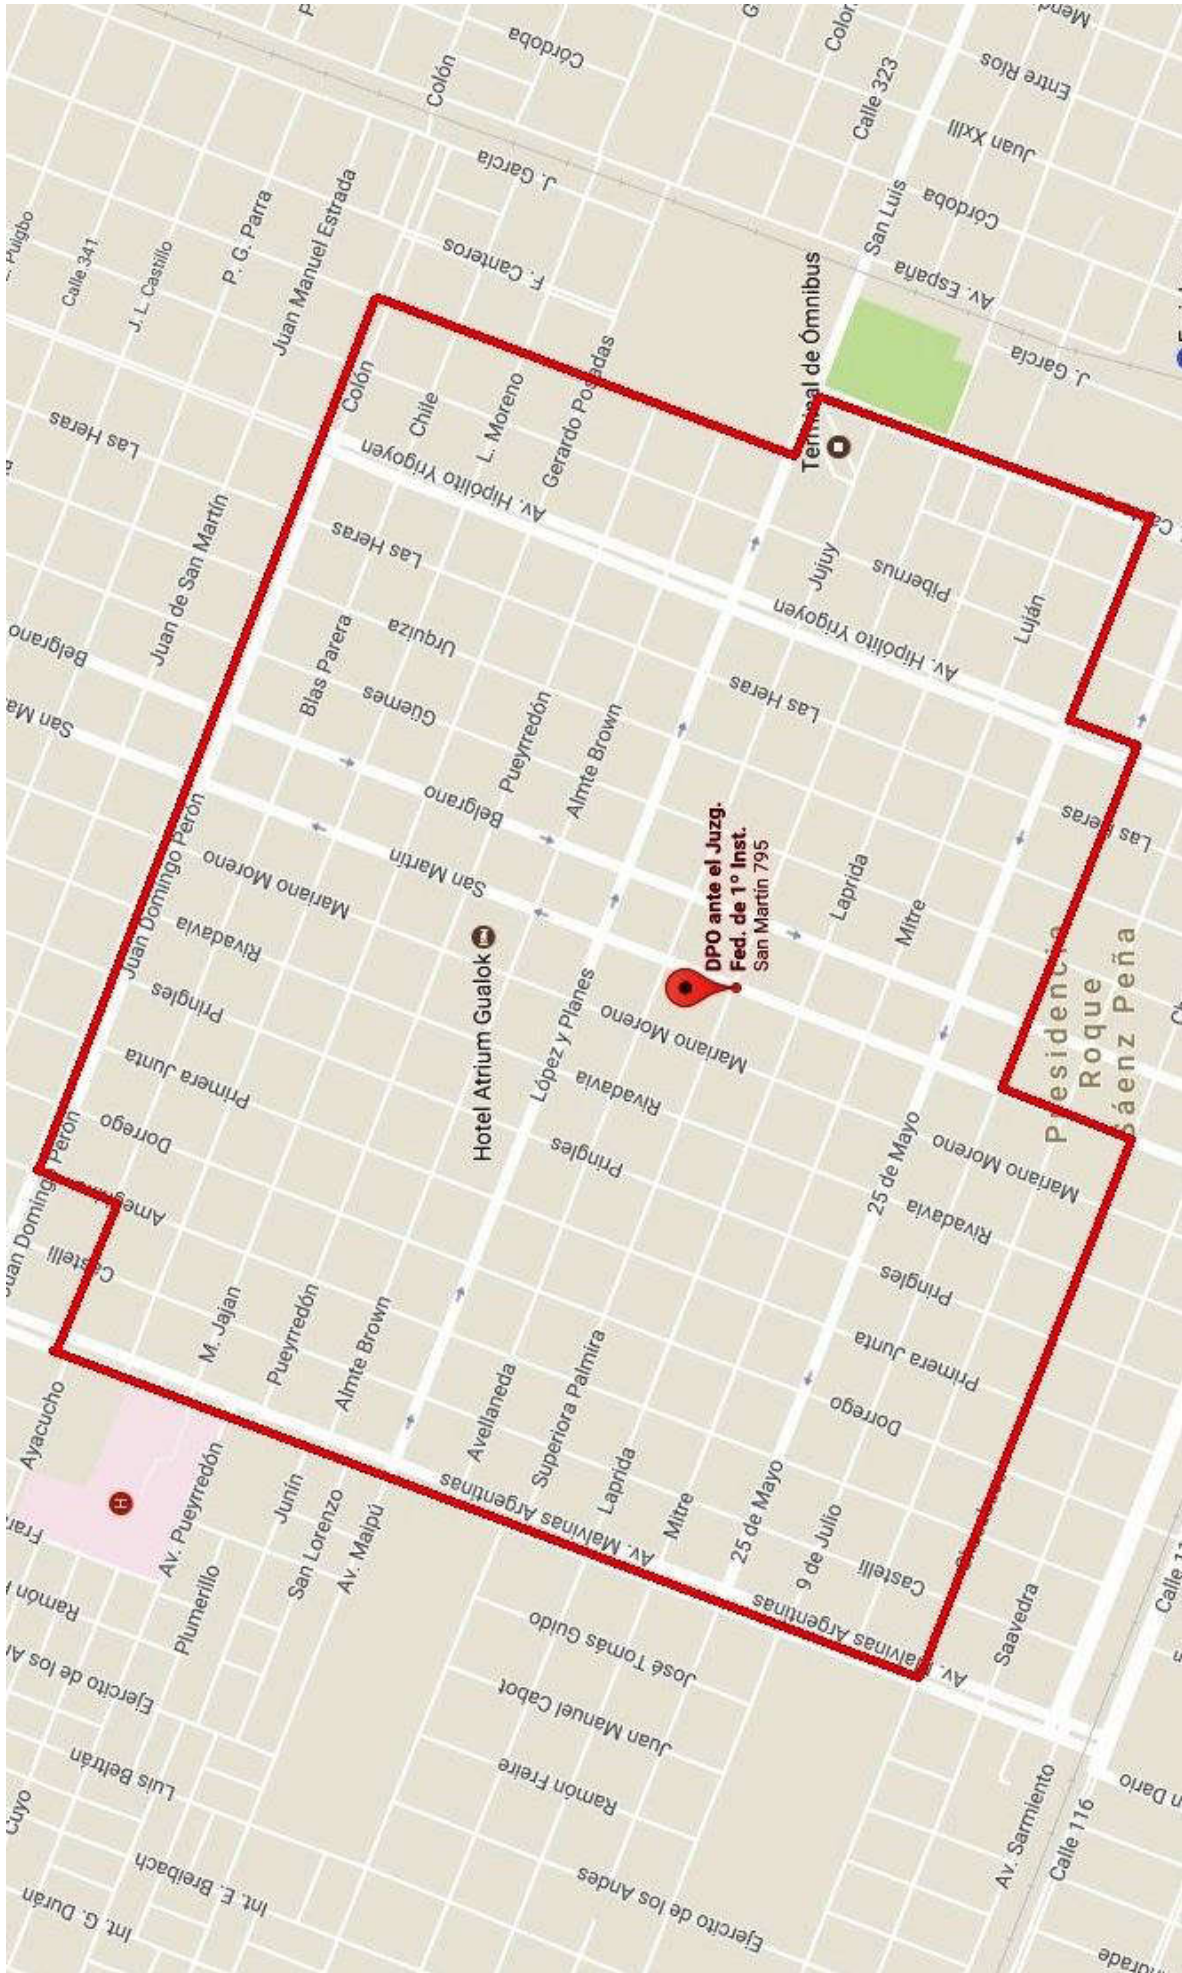 Córdoba
Colón
Calle 323
Entre Ríos
Juan XXIII
Córdoba
San Luis
Av. España
J. García
J. García
F. Canteros
Calle 341
J. L. Castillo
P. G. Parra
Juan Manuel Estrada
Terminal de Ómnibus
Colón
Chile
L. Moreno
Gerardo Posadas
Las Heras
Av. Hipólito Yrigoyen
Juan de San Martín
Las Heras
Urquiza
Güemes
Blas Parera
Jujuy
Pibernus
Luján
Av. Hipólito Yrigoyen
Belgrano
Las Heras
Pueyrredón
Almte Brown
Belgrano
San Martín
Las Heras
Juan Domingo Perón
Mariano Moreno
Rivadavia
Pringles
Primera Junta
Dorrego
Hotel Atrium Gualok
López y Planes
DPO ante el Juzg.
Fed. de 1º Inst.
San Martín 795
Laprida
Mitre
Mariano Moreno
Rivadavia
Pringles
Presidencia
Roque
Sáenz Peña
25 de Mayo
Mariano Moreno
Rivadavia
Pringles
Primera Junta
Dorrego
Castelli
M. Jajan
Pueyrredón
Almte Brown
Avellaneda
Superiora Palmira
Laprida
Mitre
25 de Mayo
9 de Julio
Castelli
Saavedra
Ayacucho
H
Av. Pueyrredón
Junín
San Lorenzo
Av. Maipú
Plumerillo
Av. Malvinas Argentinas
Av. Malvinas Argentinas
José Tomás Guido
Juan Manuel Cabot
Ramón Freire
Ejercito de los Andes
Luis Beltrán
Int. E. Breibach
Int. G. Durán
Cuyo
Av. Sarmiento
Calle 116